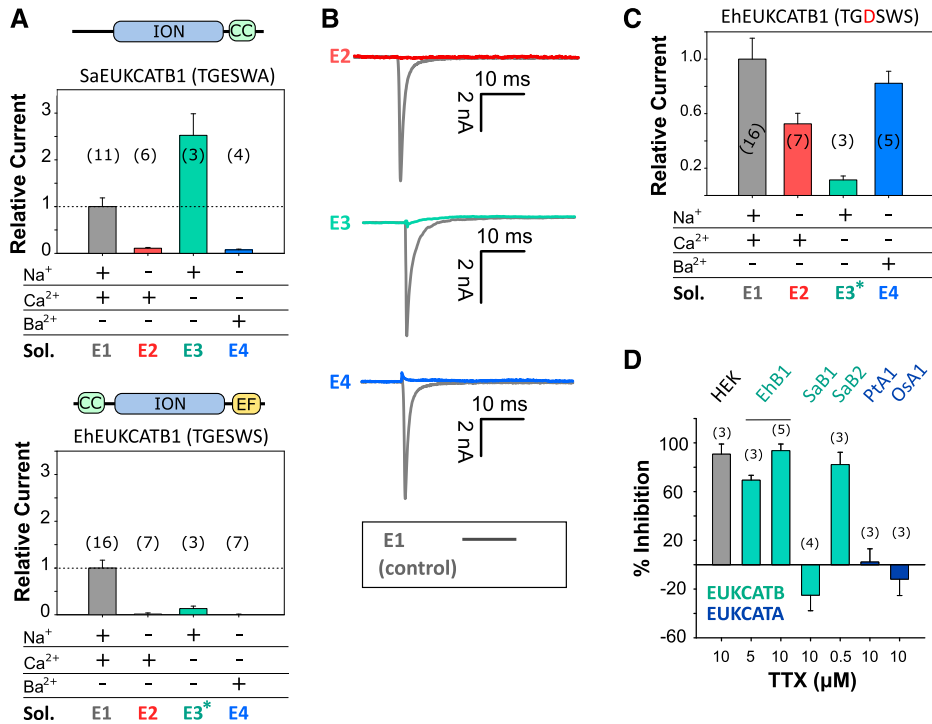 A
ION CC
SaEUKCATB1 (TGESWA)
Relative Current
3
2
1
0
(11) (6) (3) (4)
Na+ + - + -
Ca2+ + + - -
Ba2+ - - - +
Sol. E1 E2 E3 E4
CC ION EF
EhEUKCATB1 (TGESWS)
Relative Current
3
2
1
0
(16) (7) (3) (7)
Na+ + - + -
Ca2+ + + - -
Ba2+ - - - +
Sol. E1 E2 E3* E4
B
E2
10 ms
2 nA
E3
10 ms
2 nA
E4
10 ms
2 nA
E1
(control)
C
EhEUKCATB1 (TGDSWS)
Relative Current
1.0
0.6
0.2
(16) (7) (3) (5)
Na+ + - + -
Ca2+ + + - -
Ba2+ - - - +
Sol. E1 E2 E3* E4
D
HEK EhB1 SaB1 SaB2 PtA1 OsA1
% Inhibition
100
60
20
-20
-60
(3) (3) (5) (4) (3) (3) (3)
EUKCATB
EUKCATA
10 5 10 10 0.5 10 10
TTX (µM)